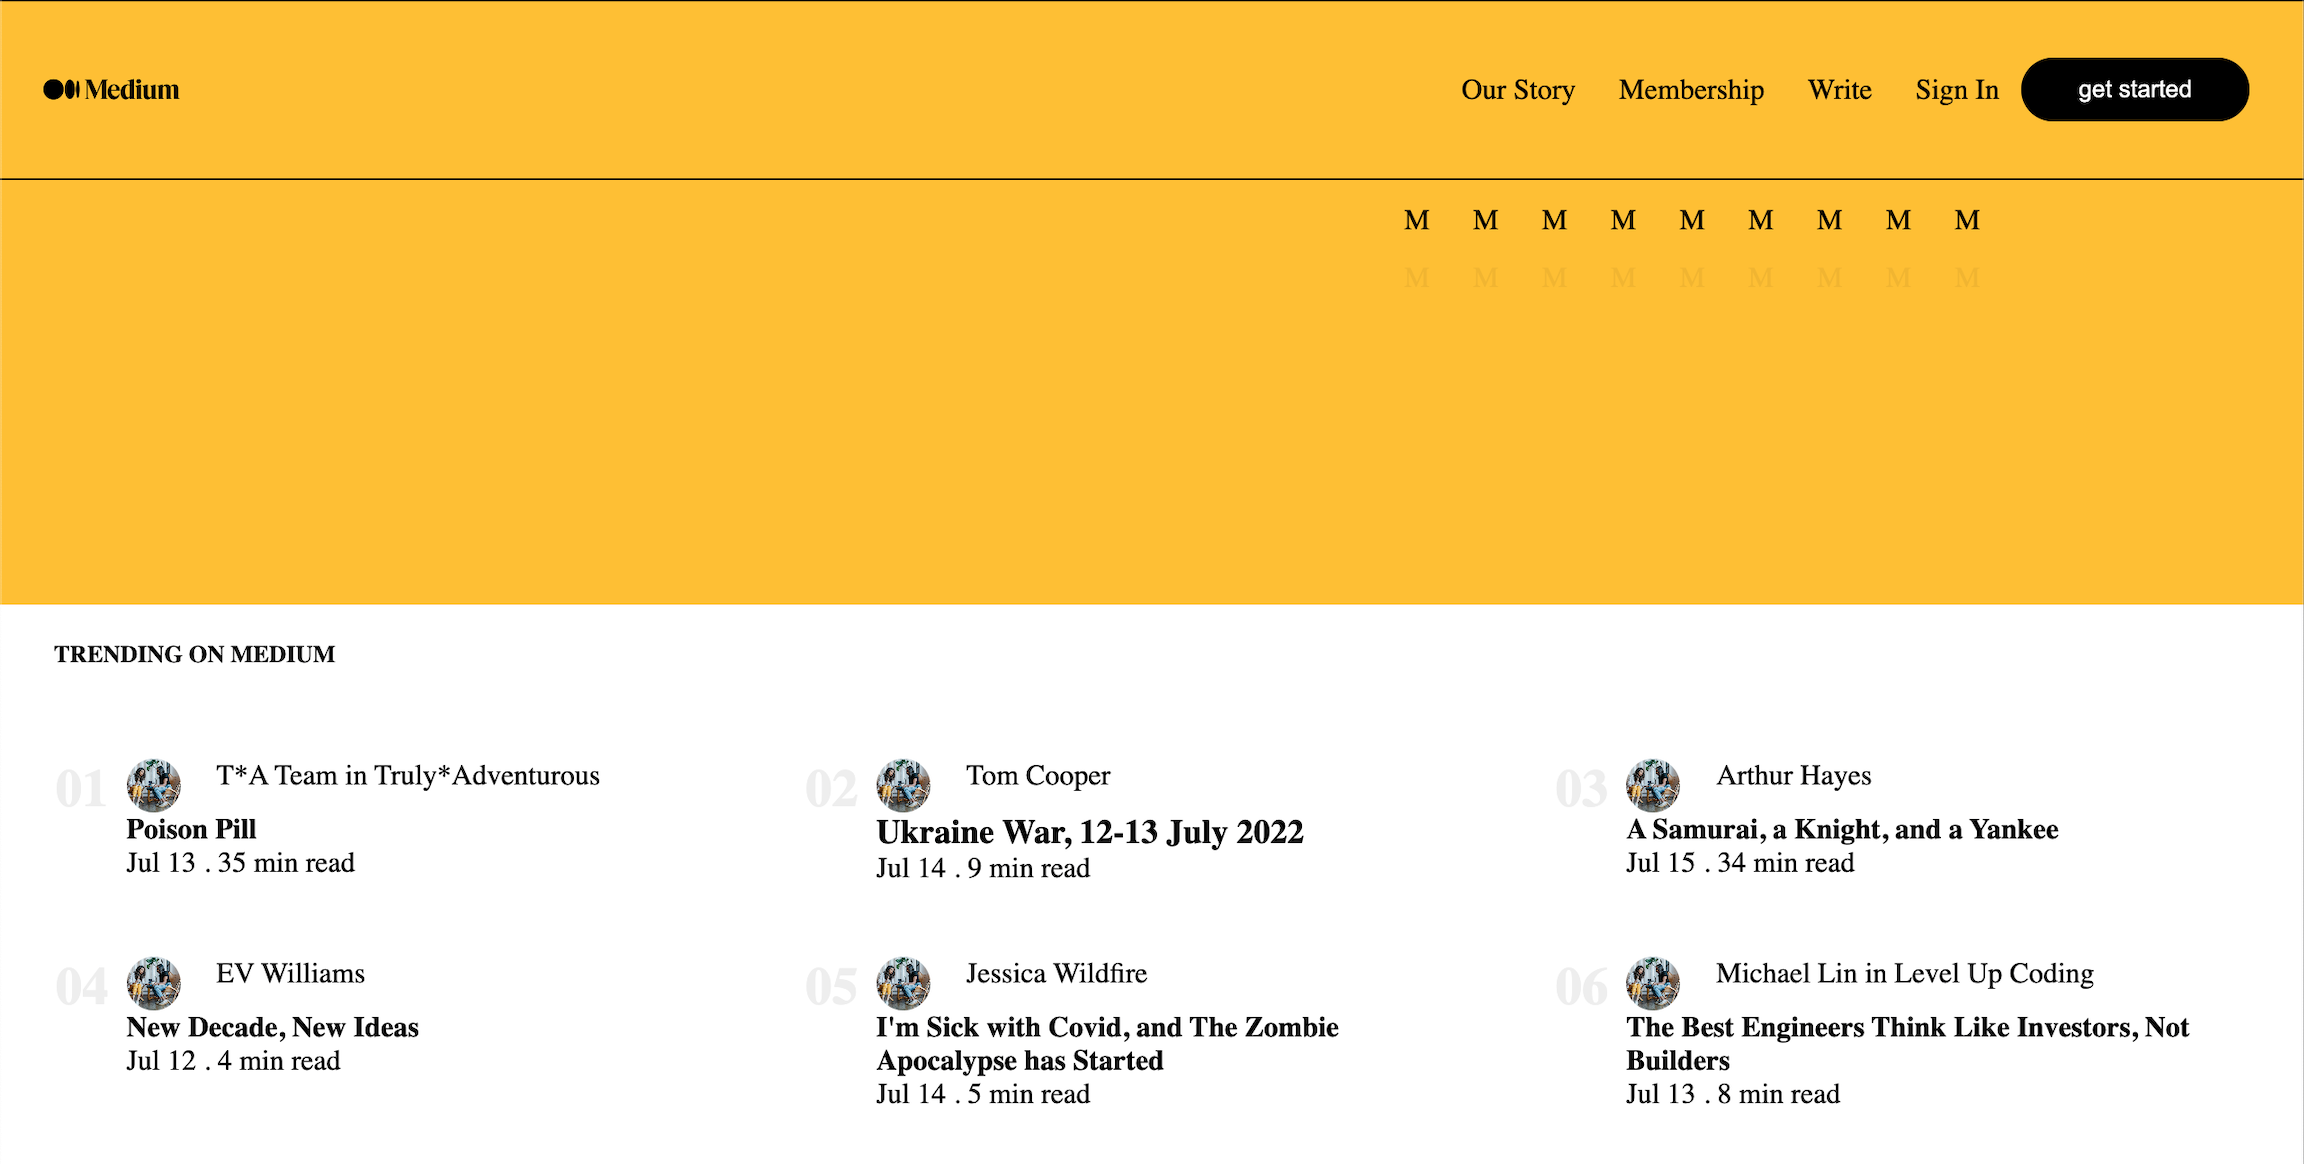 Medium
Our Story Membership Write Sign In get started
M M M M M M M M M
M M M M M M M M M
TRENDING ON MEDIUM
01 T*A Team in Truly*Adventurous
Poison Pill
Jul 13 . 35 min read
02 Tom Cooper
Ukraine War, 12-13 July 2022
Jul 14 . 9 min read
03 Arthur Hayes
A Samurai, a Knight, and a Yankee
Jul 15 . 34 min read
04 EV Williams
New Decade, New Ideas
Jul 12 . 4 min read
05 Jessica Wildfire
I'm Sick with Covid, and The Zombie
Apocalypse has Started
Jul 14 . 5 min read
06 Michael Lin in Level Up Coding
The Best Engineers Think Like Investors, Not
Builders
Jul 13 . 8 min read